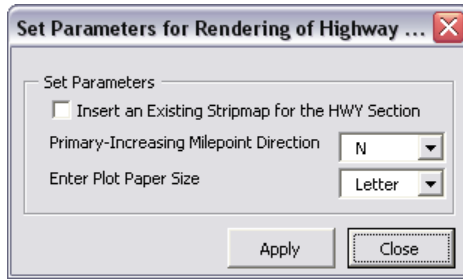 Set Parameters for Rendering of Highway ...
Set Parameters
Insert an Existing Stripmap for the HWY Section
Primary-Increasing Milepoint Direction N
Enter Plot Paper Size Letter
Apply Close